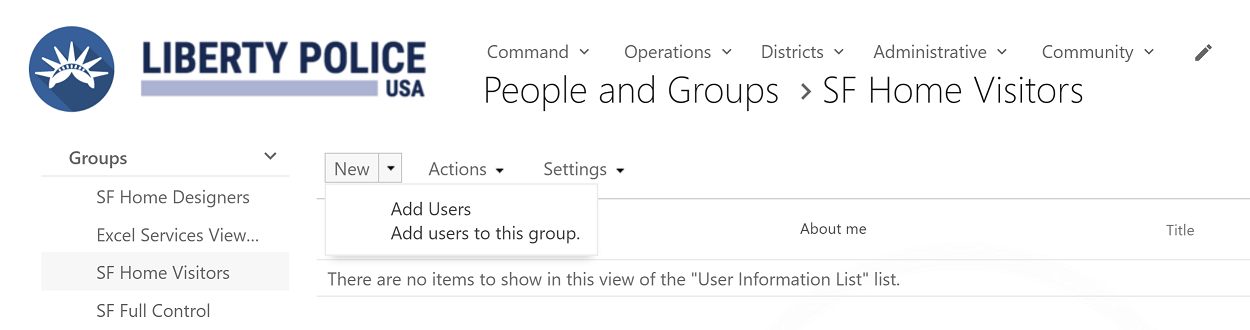 LIBERTY POLICE
USA
Command Operations Districts Administrative Community
People and Groups > SF Home Visitors
Groups
SF Home Designers
Excel Services View...
SF Home Visitors
SF Full Control
New Actions Settings
Add Users
Add users to this group.
About me Title
There are no items to show in this view of the "User Information List" list.